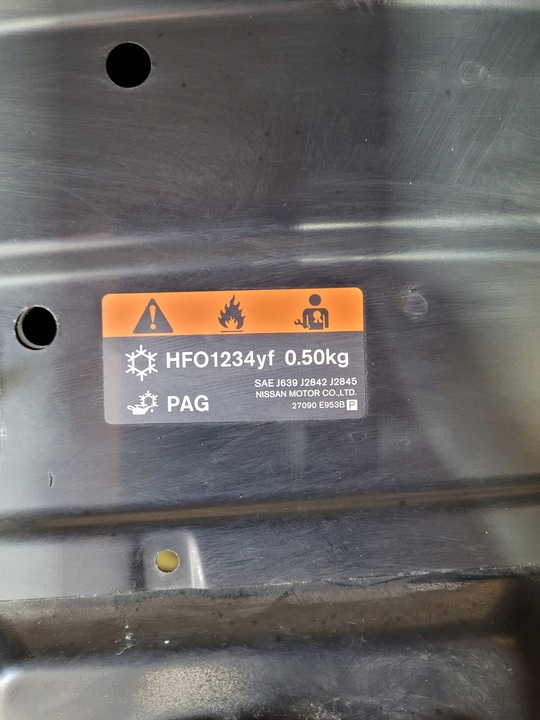 HFO1234yf 0.50kg
SAE J639 J2842 J2845
NISSAN MOTOR CO.,LTD.
27090 E953B P
PAG